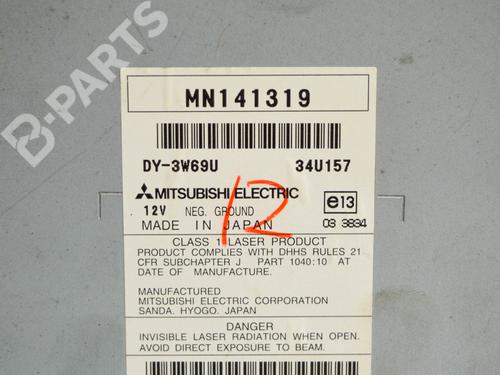 MN141319
DY-3W69U 34U157
MITSUBISHI ELECTRIC
e13
12V NEG. GROUND
03 3834
MADE IN JAPAN
12
CLASS 1 LASER PRODUCT
PRODUCT COMPLIES WITH DHHS RULES 21
CFR SUBCHAPTER J PART 1040:10 AT
DATE OF MANUFACTURE.
MANUFACTURED
MITSUBISHI ELECTRIC CORPORATION
SANDA. HYOGO. JAPAN
DANGER
INVISIBLE LASER RADIATION WHEN OPEN.
AVOID DIRECT EXPOSURE TO BEAM.
B-PARTS
B-PARTS